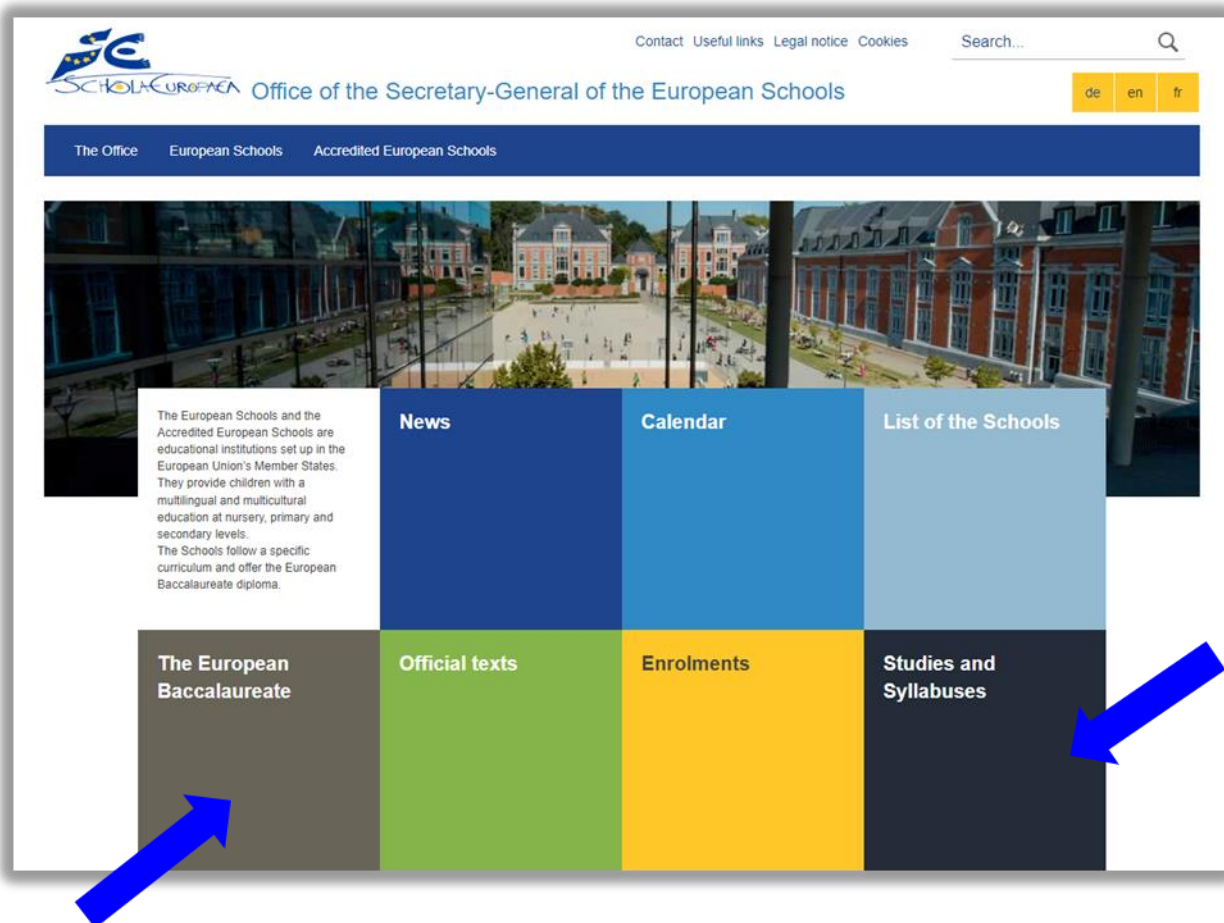 Contact Useful links Legal notice Cookies
Search...
SCHOLA EUROPAEA
Office of the Secretary-General of the European Schools
de en fr
The Office European Schools Accredited European Schools
The European Schools and the
Accredited European Schools are
educational institutions set up in the
European Union's Member States.
They provide children with a
multilingual and multicultural
education at nursery, primary and
secondary levels.
The Schools follow a specific
curriculum and offer the European
Baccalaureate diploma.
News
Calendar
List of the Schools
The European
Baccalaureate
Official texts
Enrolments
Studies and
Syllabuses